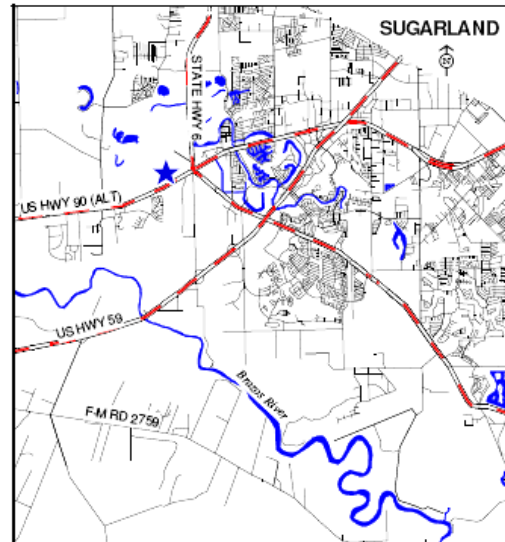 SUGARLAND
N
STATE HWY 6
US HWY 90 (ALT)
US HWY 59
Brazos River
F-M RD 2759